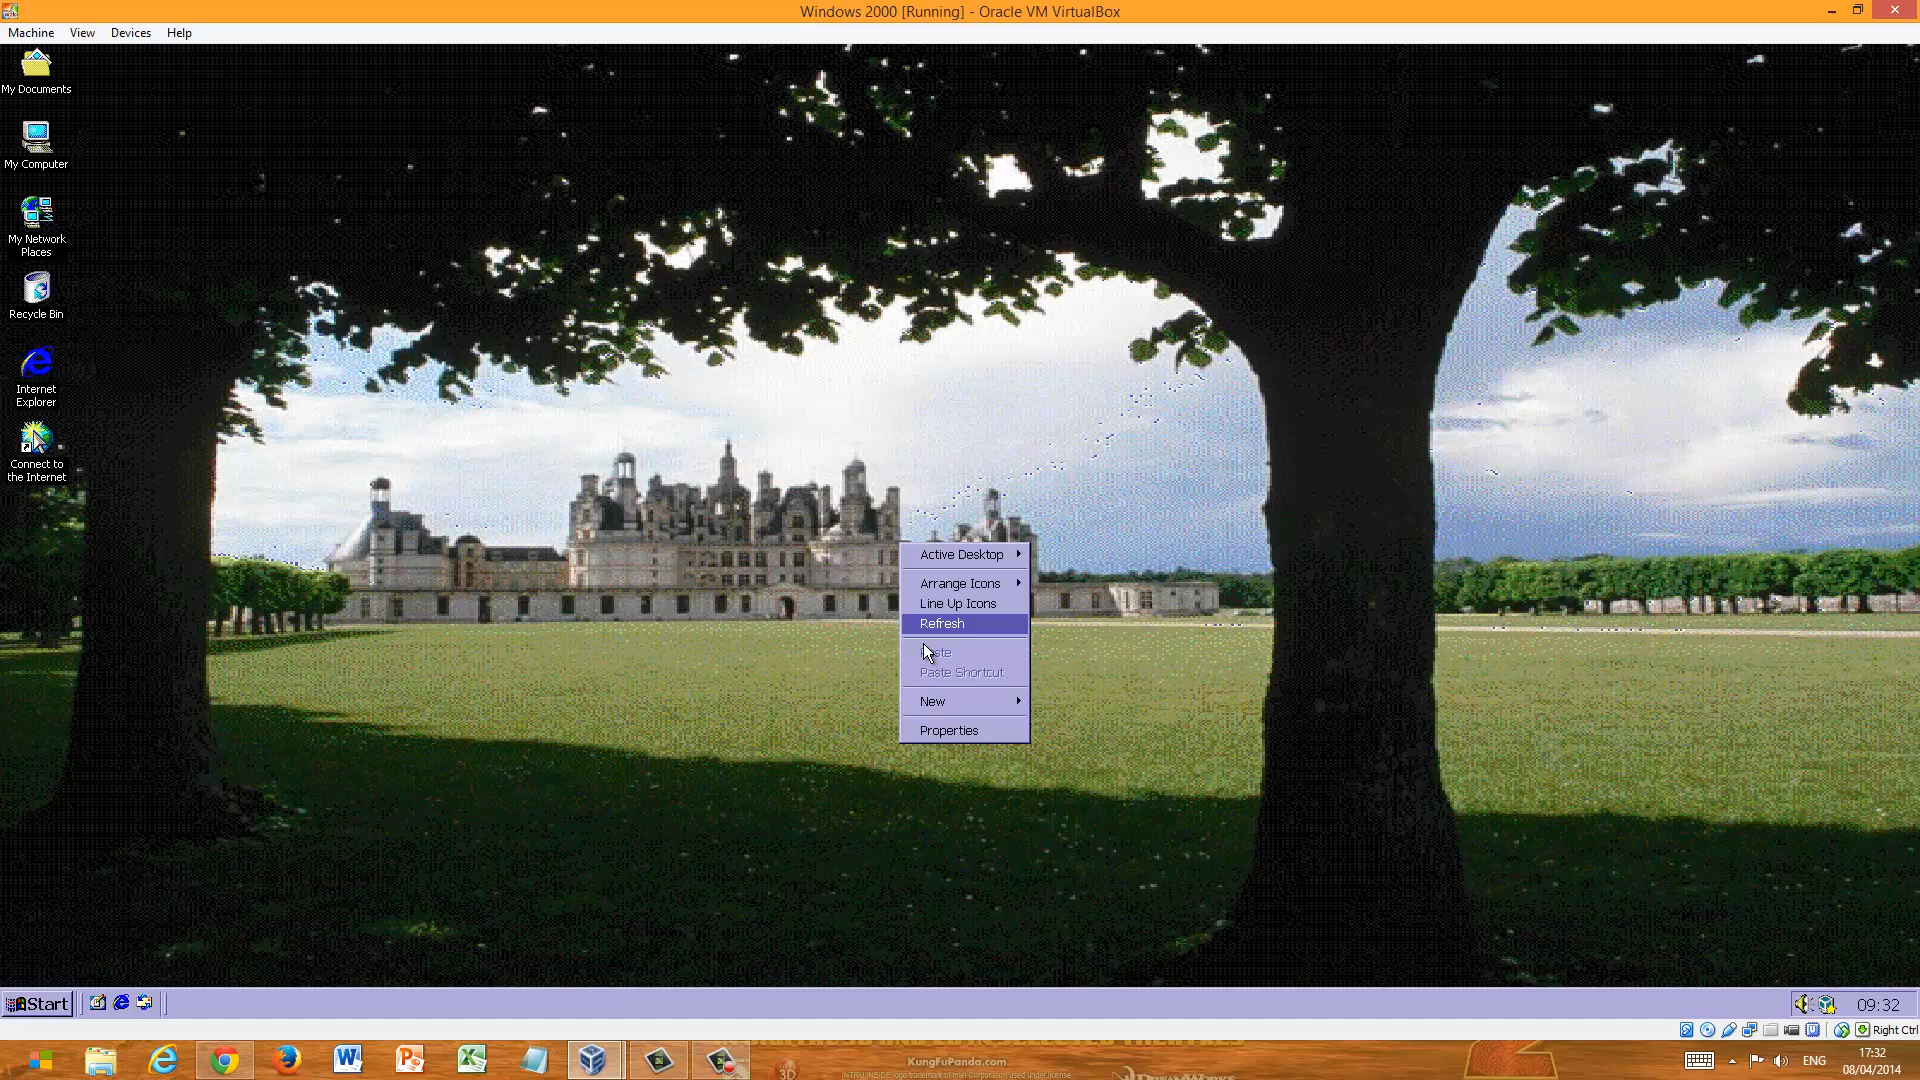 Windows 2000 [Running] - Oracle VM VirtualBox
Machine View Devices Help
My Documents
My Computer
My Network
Places
Recycle Bin
Internet
Explorer
Connect to
the Internet
Active Desktop
Arrange Icons
Line Up Icons
Refresh
Paste Shortcut
New
Properties
Start
09:32
Right Ctrl
KungFuPanda.com
3D
ENG
17:32
08/04/2014